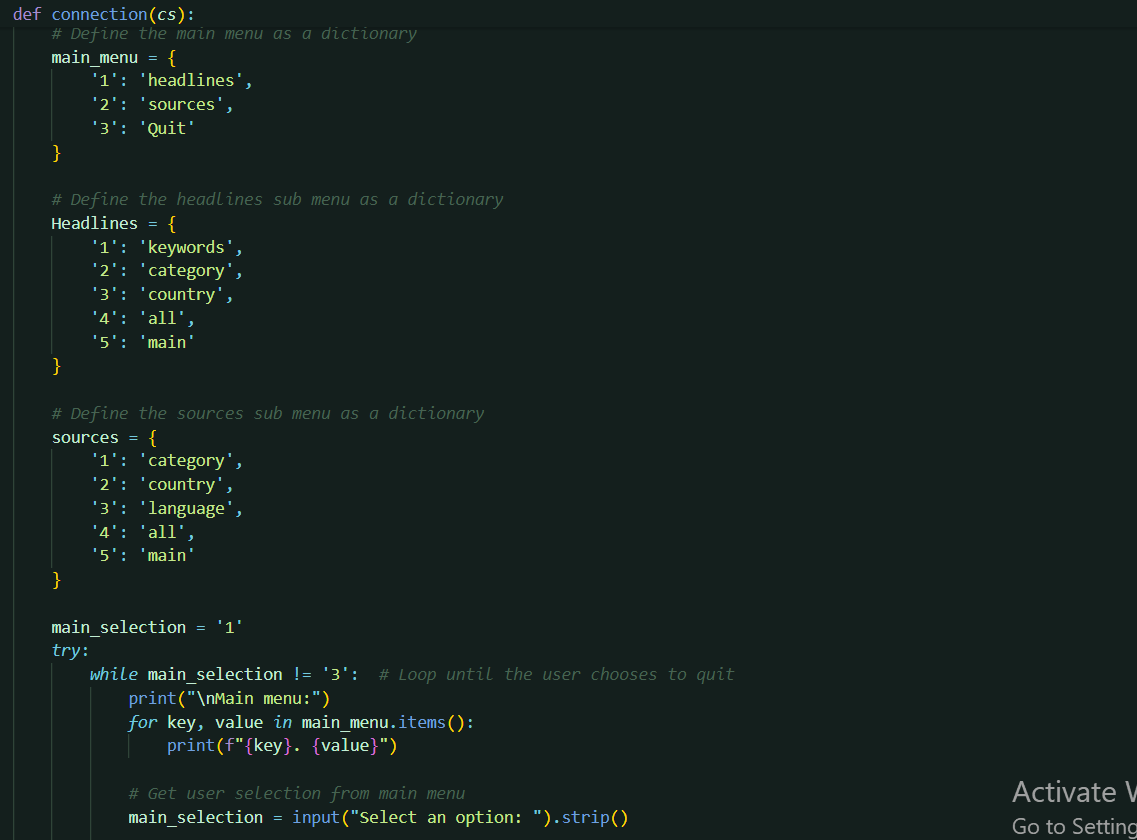 def connection(cs):
    # Define the main menu as a dictionary
    main_menu = {
        '1': 'headlines',
        '2': 'sources',
        '3': 'Quit'
    }

    # Define the headlines sub menu as a dictionary
    Headlines = {
        '1': 'keywords',
        '2': 'category',
        '3': 'country',
        '4': 'all',
        '5': 'main'
    }

    # Define the sources sub menu as a dictionary
    sources = {
        '1': 'category',
        '2': 'country',
        '3': 'language',
        '4': 'all',
        '5': 'main'
    }

    main_selection = '1'
    try:
        while main_selection != '3':  # Loop until the user chooses to quit
            print("\nMain menu:")
            for key, value in main_menu.items():
                print(f"{key}. {value}")

            # Get user selection from main menu
            main_selection = input("Select an option: ").strip()
Activate
Go to Setting